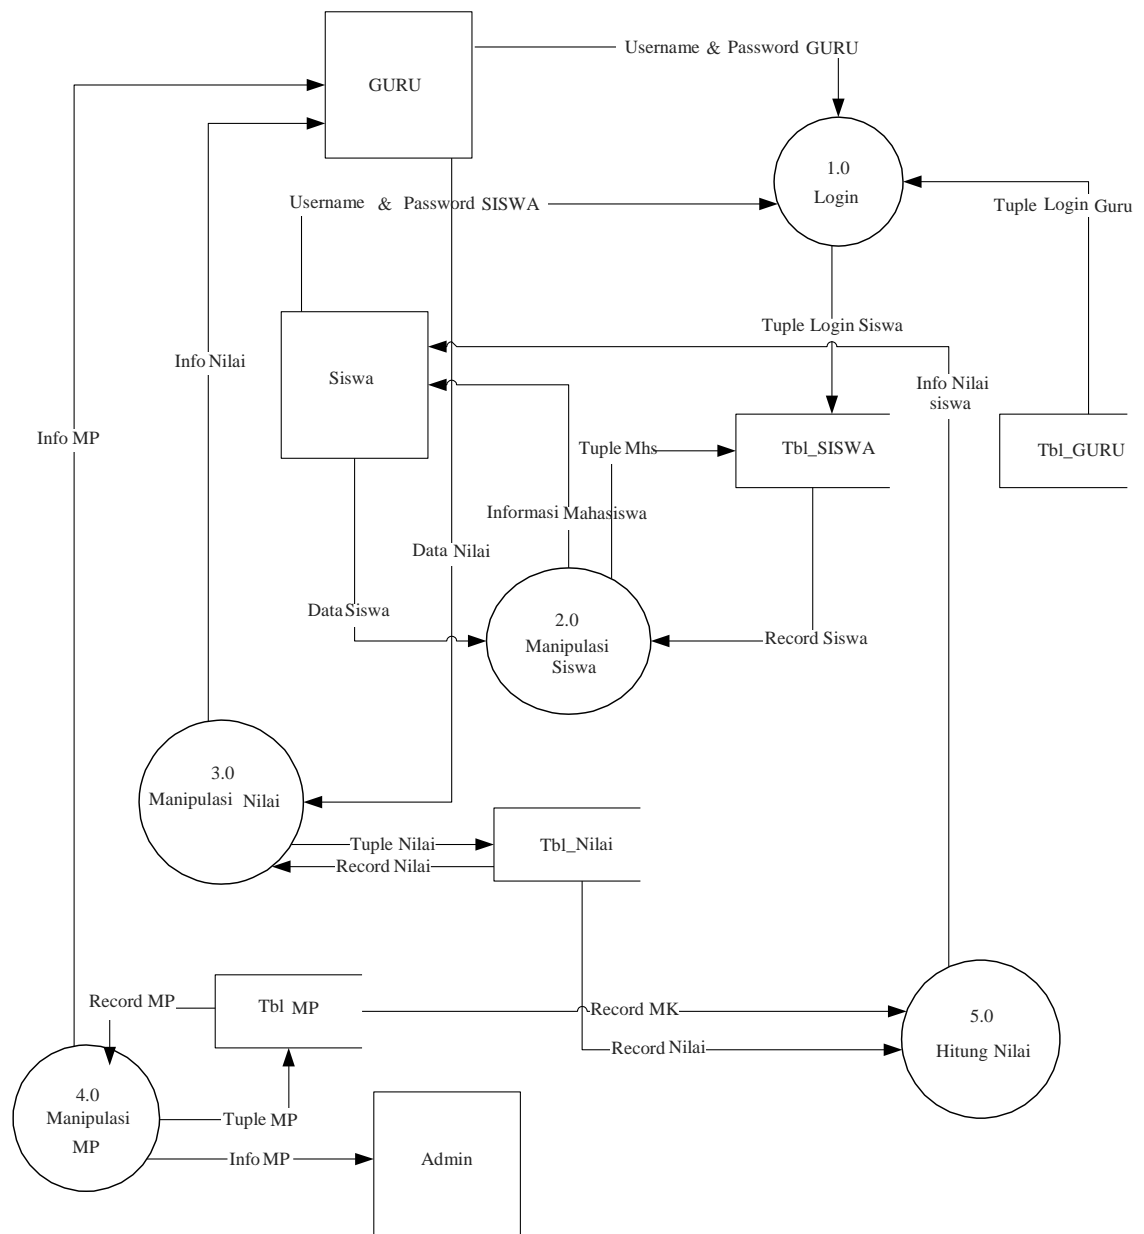 Username & Password GURU
GURU
1.0
Login
Username & Password SISWA
Tuple Login Guru
Tuple Login Siswa
Info Nilai
Siswa
Info Nilai
siswa
Info MP
Tuple Mhs
Tbl_SISWA
Tbl_GURU
Informasi Mahasiswa
Data Nilai
Data Siswa
2.0
Manipulasi
Siswa
Record Siswa
3.0
Manipulasi Nilai
Tuple Nilai
Tbl_Nilai
Record Nilai
Record MP
Tbl MP
Record MK
5.0
Hitung Nilai
Record Nilai
4.0
Manipulasi
MP
Tuple MP
Info MP
Admin